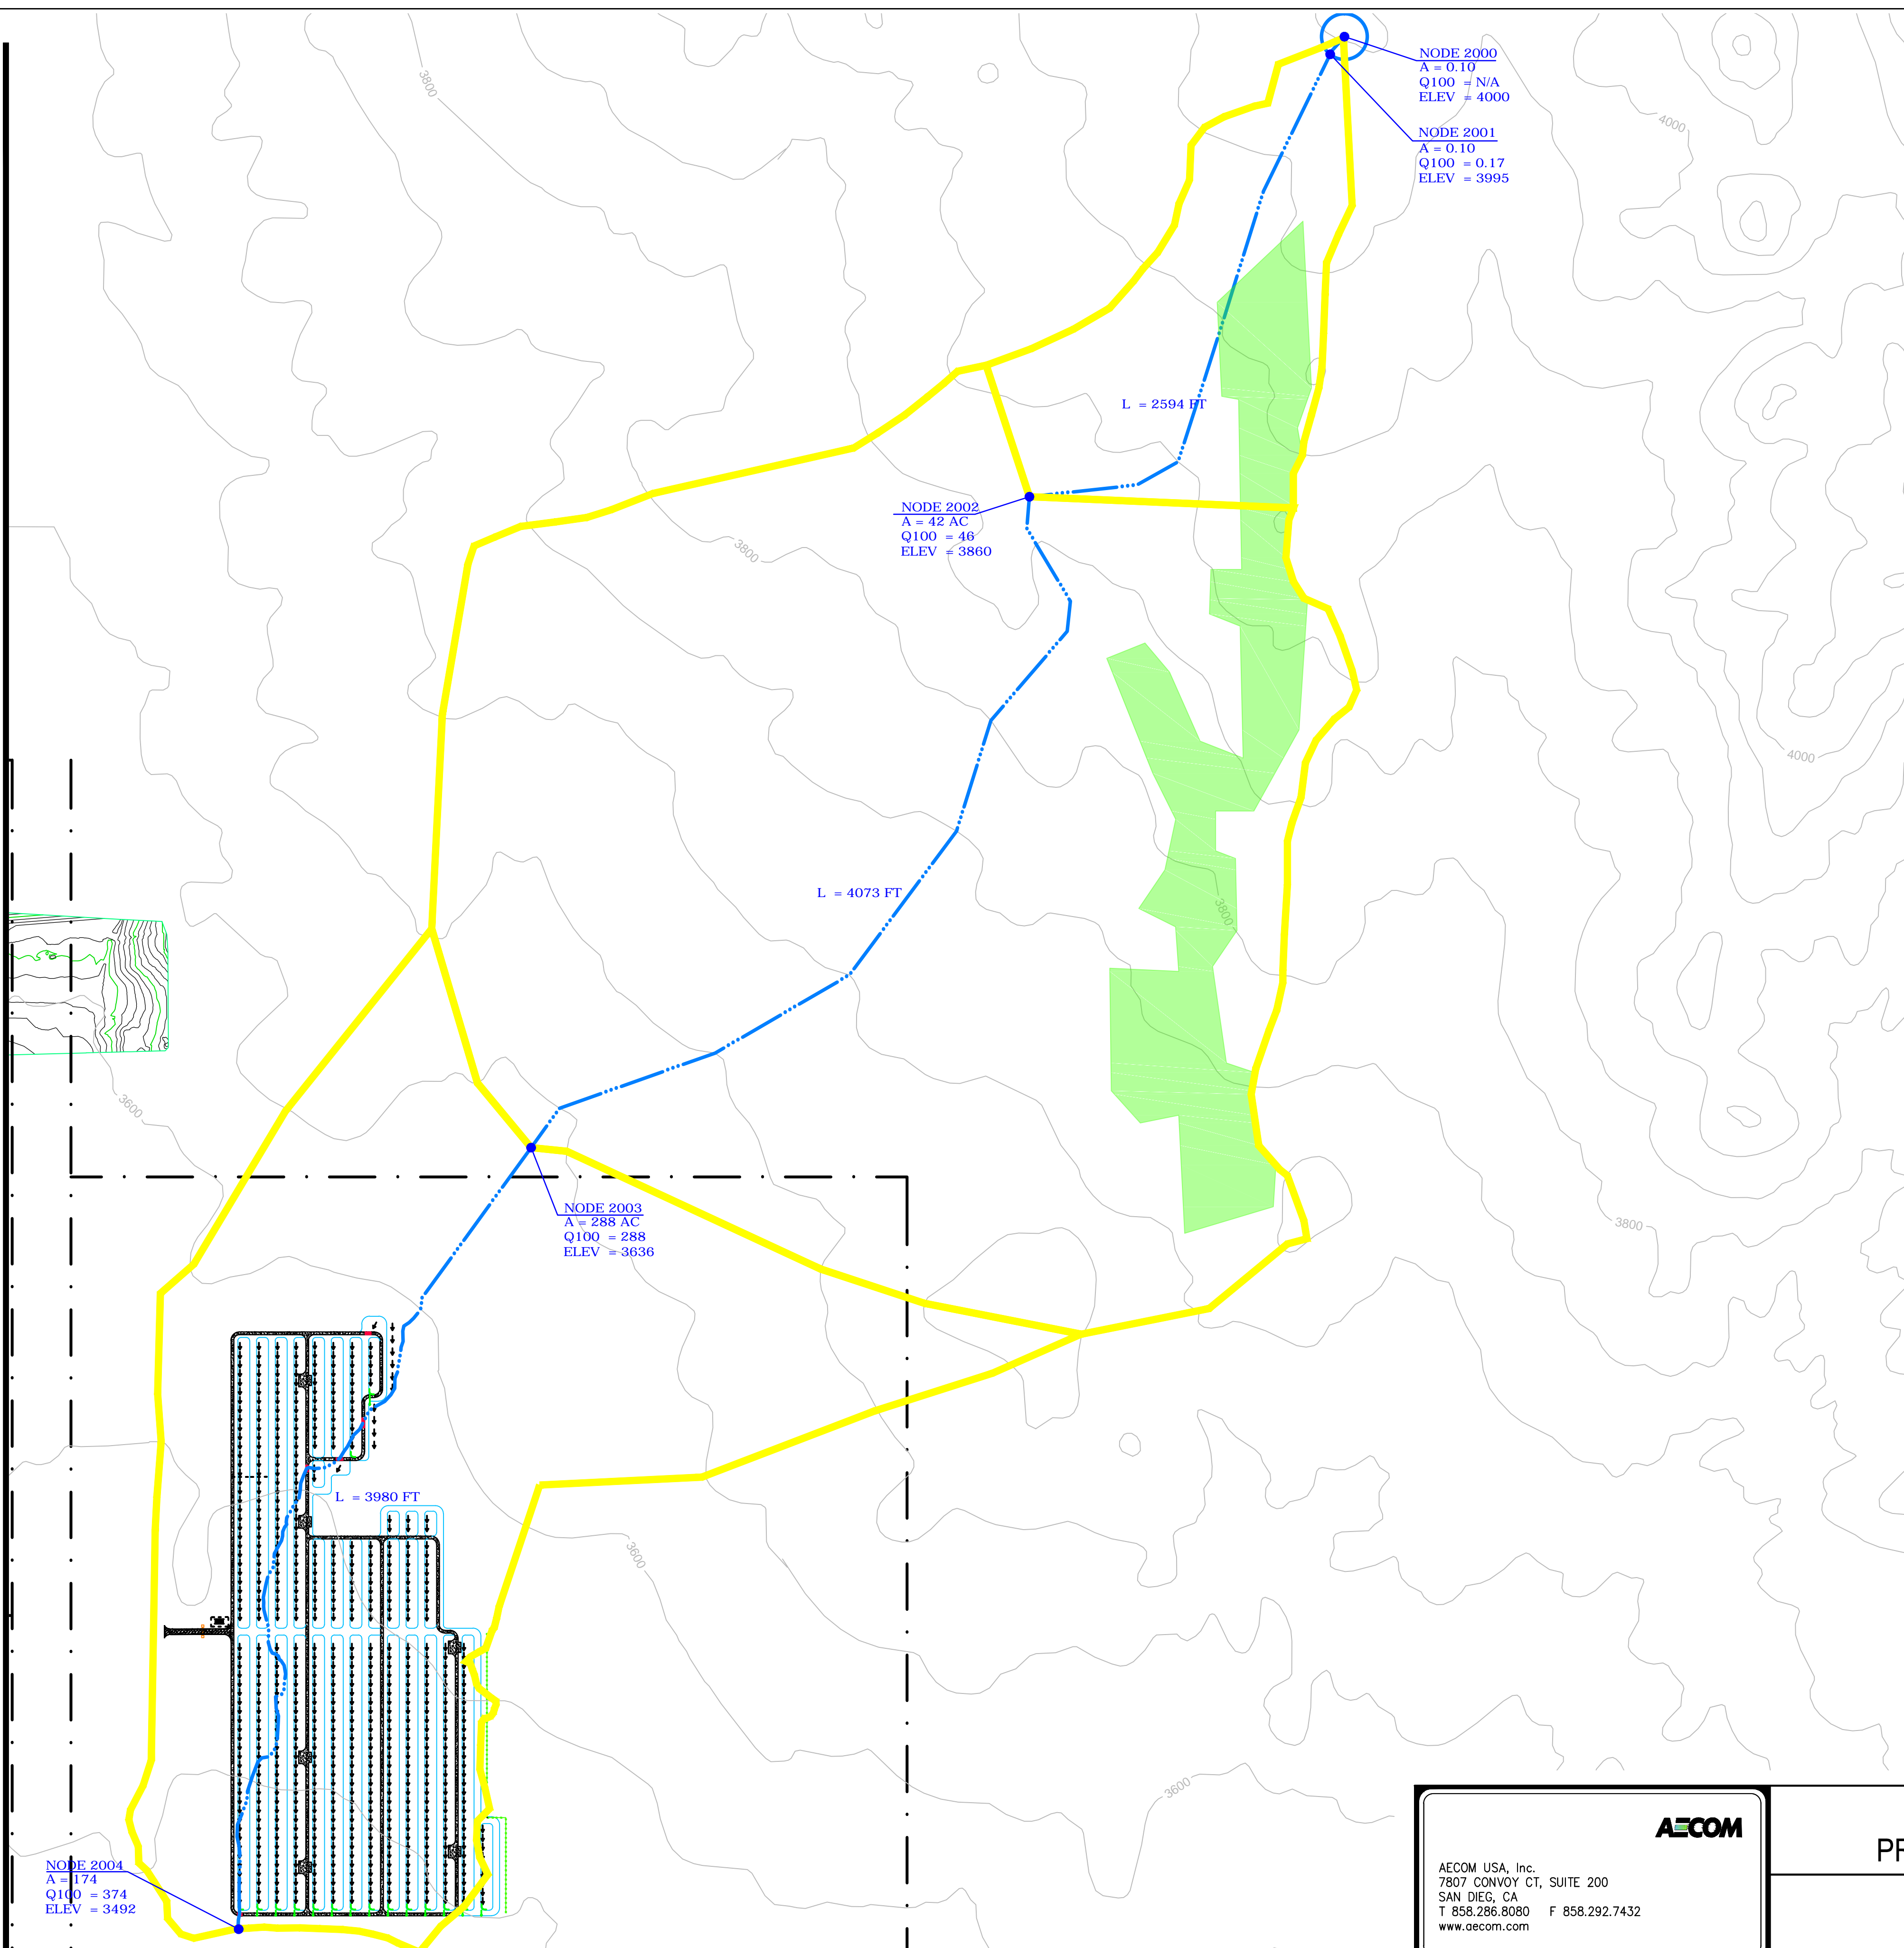 3800
NODE 2000
A = 0.10
Q100 = N/A
ELEV = 4000
4000
NODE 2001
A = 0.10
Q100 = 0.17
ELEV = 3995
L = 2594 FT
NODE 2002
A = 42 AC
Q100 = 46
ELEV = 3860
3800
4000
L = 4073 FT
3800
3600
NODE 2003
A = 288 AC
Q100 = 288
ELEV = 3636
3800
L = 3980 FT
3600
3600
NODE 2004
A = 174
Q100 = 374
ELEV = 3492
AECOM
PR
AECOM USA, Inc.
7807 CONVOY CT, SUITE 200
SAN DIEG, CA
T 858.286.8080 F 858.292.7432
www.aecom.com